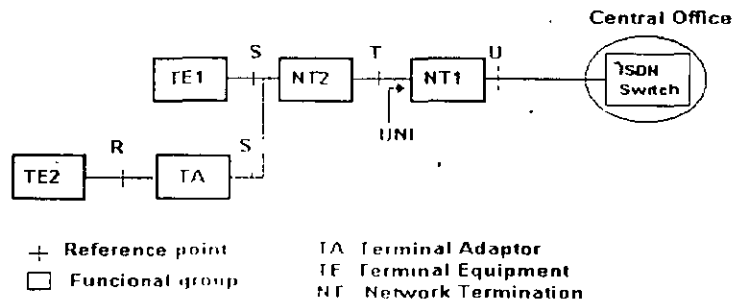 Central Office
S T U
TE1 NT2 NT1 ISDN Switch
UNI
R S
TE2 TA
Reference point
Funcional group
TA Terminal Adaptor
TE Terminal Equipment
NT Network Termination